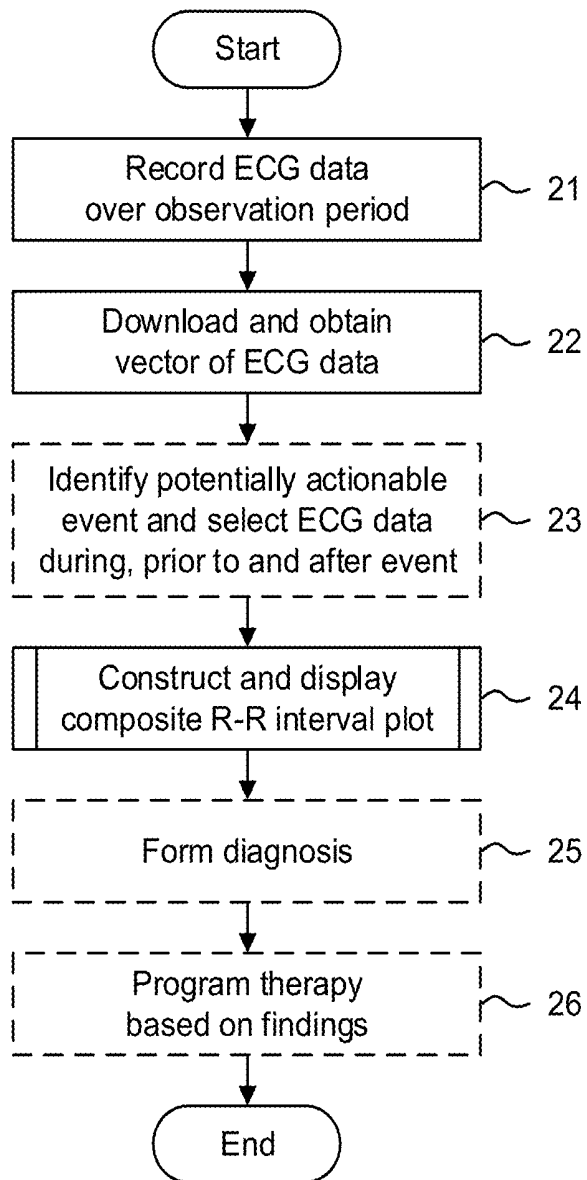 Start
Record ECG data
over observation period
21
Download and obtain
vector of ECG data
22
Identify potentially actionable
event and select ECG data
during, prior to and after event
23
Construct and display
composite R-R interval plot
24
Form diagnosis
25
Program therapy
based on findings
26
End